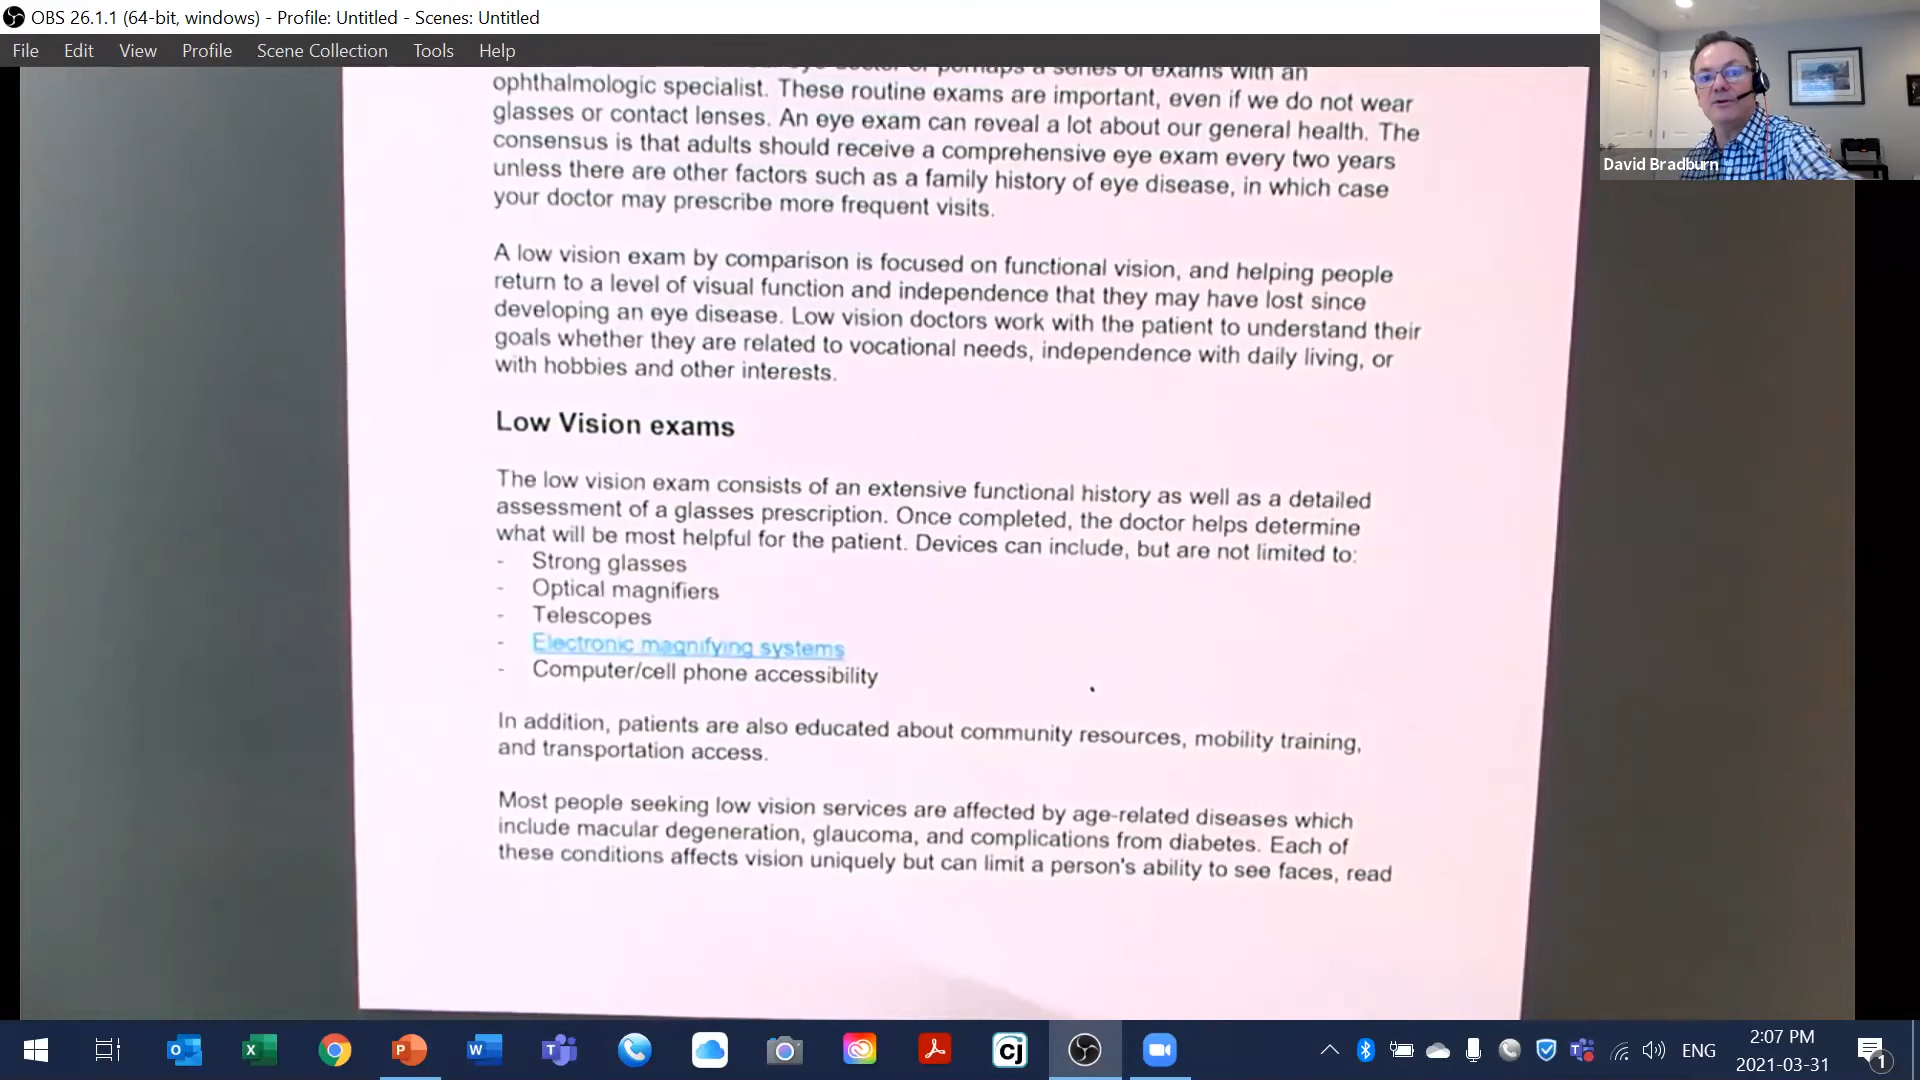 OBS 26.1.1 (64-bit, windows) - Profile: Untitled - Scenes: Untitled
File Edit View Profile Scene Collection Tools Help
David Bradburn
eye doctor or perhaps a series of exams with an
ophthalmologic specialist. These routine exams are important, even if we do not wear
glasses or contact lenses. An eye exam can reveal a lot about our general health. The
consensus is that adults should receive a comprehensive eye exam every two years
unless there are other factors such as a family history of eye disease, in which case
your doctor may prescribe more frequent visits.
A low vision exam by comparison is focused on functional vision, and helping people
return to a level of visual function and independence that they may have lost since
developing an eye disease. Low vision doctors work with the patient to understand their
goals whether they are related to vocational needs, independence with daily living, or
with hobbies and other interests.
Low Vision exams
The low vision exam consists of an extensive functional history as well as a detailed
assessment of a glasses prescription. Once completed, the doctor helps determine
what will be most helpful for the patient. Devices can include, but are not limited to:
- Strong glasses
- Optical magnifiers
- Telescopes
- Electronic magnifying systems
- Computer/cell phone accessibility
In addition, patients are also educated about community resources, mobility training,
and transportation access.
Most people seeking low vision services are affected by age-related diseases which
include macular degeneration, glaucoma, and complications from diabetes. Each of
these conditions affects vision uniquely but can limit a person's ability to see faces, read
cj
ENG
2:07 PM
2021-03-31
1